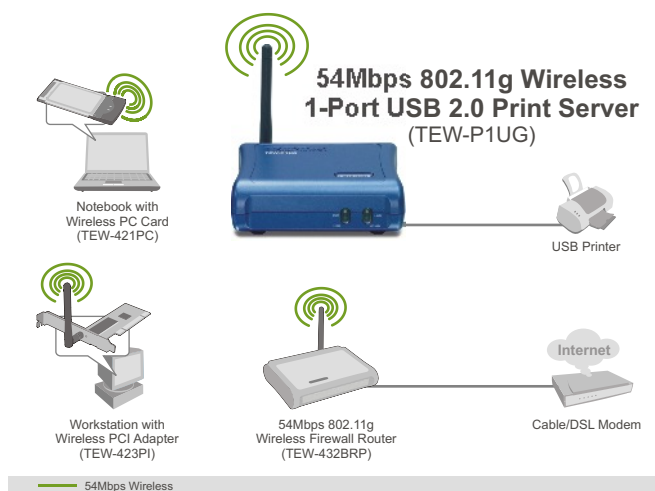 54Mbps 802.11g Wireless
1-Port USB 2.0 Print Server
(TEW-P1UG)
Notebook with
Wireless PC Card
(TEW-421PC)
USB Printer
Internet
Workstation with
Wireless PCI Adapter
(TEW-423PI)
54Mbps 802.11g
Wireless Firewall Router
(TEW-432BRP)
Cable/DSL Modem
54Mbps Wireless